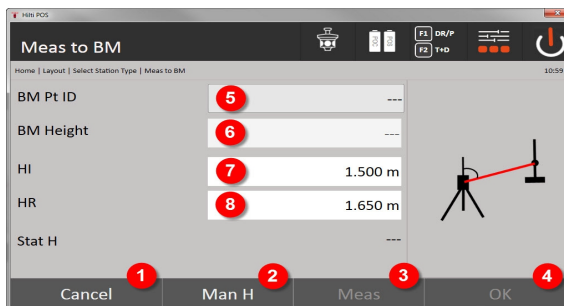 Hilti POS
Meas to BM
POC
POS
F1 DR/P
F2 T+D
Home | Layout | Select Station Type | Meas to BM
10:59
BM Pt ID
5
---
BM Height
6
---
HI
7
1.500 m
HR
8
1.650 m
Stat H
---
1
2
3
4
Cancel
Man H
Meas
OK